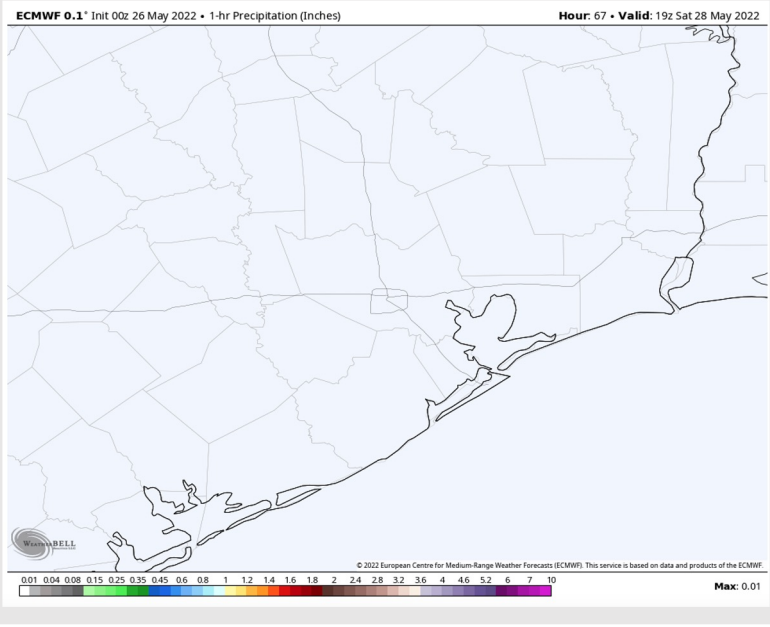 ECMWF 0.1° Init 00z 26 May 2022 • 1-hr Precipitation (Inches)
Hour: 67 • Valid: 19z Sat 28 May 2022
WEATHERBELL
© 2022 European Centre for Medium-Range Weather Forecasts (ECMWF). This service is based on data and products of the ECMWF.
0.01 0.04 0.08 0.15 0.25 0.35 0.45 0.6 0.8 1 1.2 1.4 1.6 1.8 2 2.4 2.8 3.2 3.6 4 4.6 5.2 6 7 10
Max: 0.01